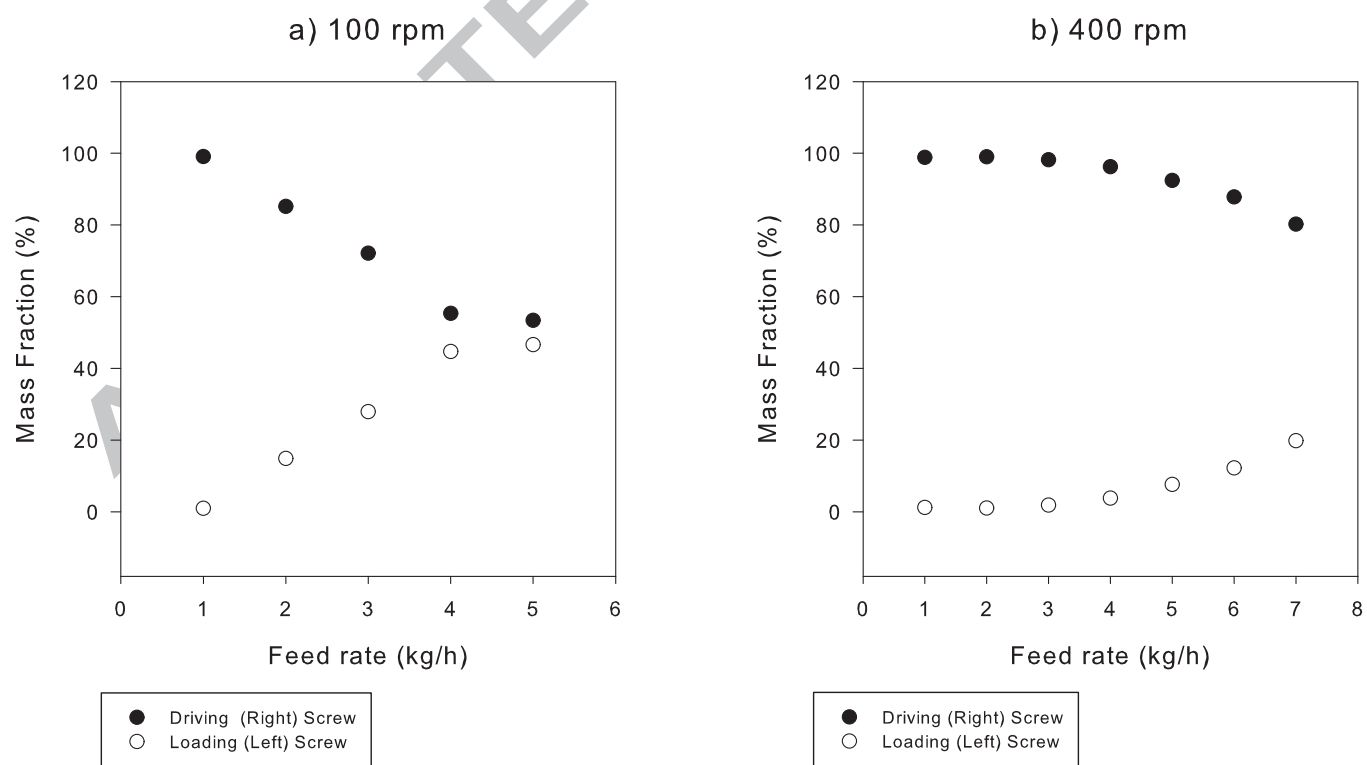 a) 100 rpm
120
100
80
60
40
20
0
Mass Fraction (%)
0 1 2 3 4 5 6
Feed rate (kg/h)
Driving (Right) Screw
Loading (Left) Screw
b) 400 rpm
120
100
80
60
40
20
0
Mass Fraction (%)
0 1 2 3 4 5 6 7 8
Feed rate (kg/h)
Driving (Right) Screw
Loading (Left) Screw
TE
A